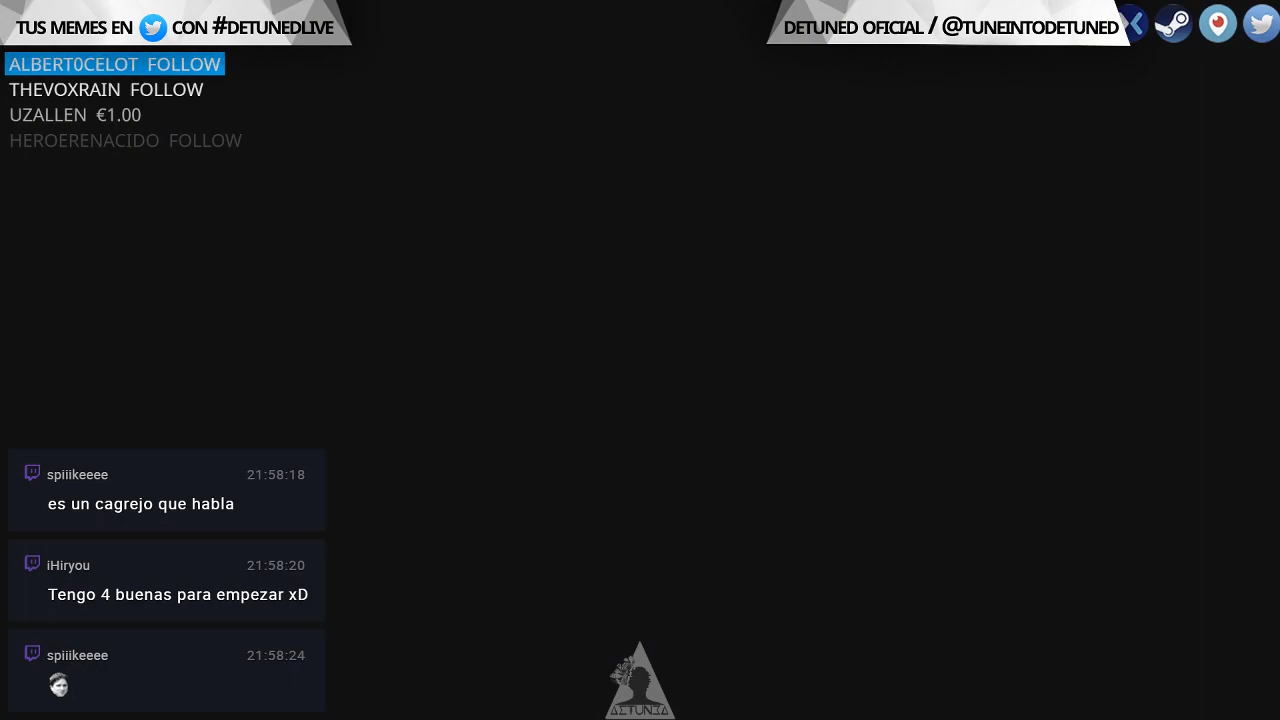 TUS MEMES EN CON #DETUNEDLIVE
DETUNED OFICIAL / @TUNEINTODETUNED
ALBERT0CELOT FOLLOW
THEVOXRAIN FOLLOW
UZALLEN €1.00
HEROERENACIDO FOLLOW
spiiikeeee 21:58:18
es un cagrejo que habla
iHiryou 21:58:20
Tengo 4 buenas para empezar xD
spiiikeeee 21:58:24
DETUNED